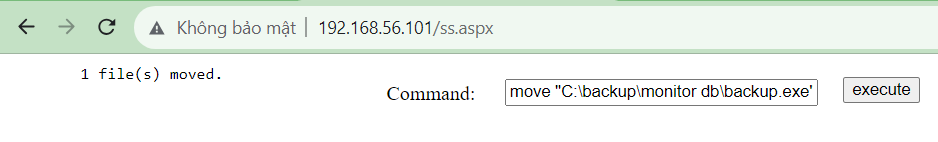 Không bảo mật | 192.168.56.101/ss.aspx
1 file(s) moved.
Command: move "C:\backup\monitor db\backup.exe' execute